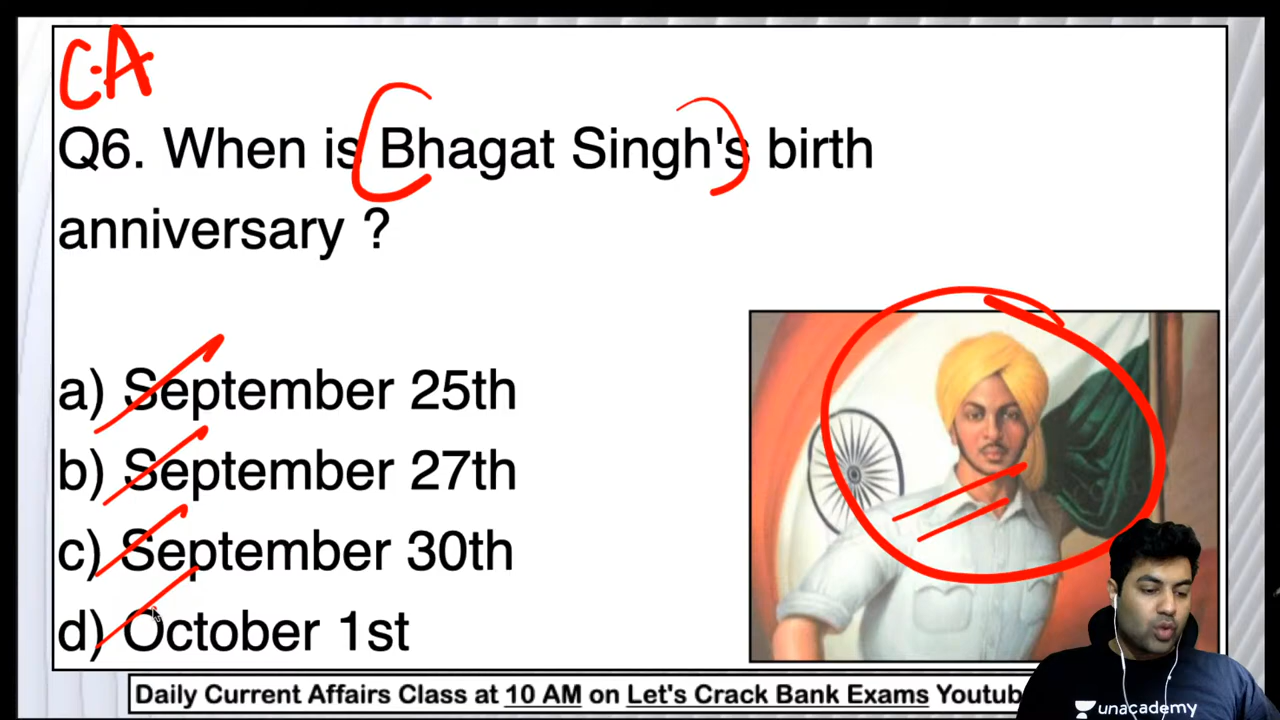 C.A
Q6. When is Bhagat Singh's birth
anniversary ?
a) September 25th
b) September 27th
c) September 30th
d) October 1st
Daily Current Affairs Class at 10 AM on Let's Crack Bank Exams Youtub
unacademy